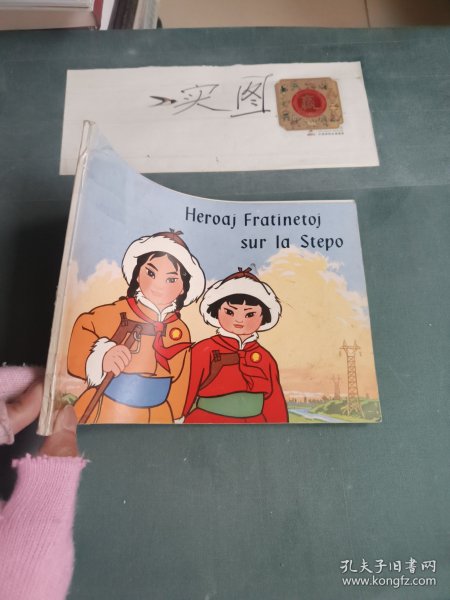 实图
Heroaj Fratinetoj
sur la Stepo
孔夫子旧书网
www.kongfz.com